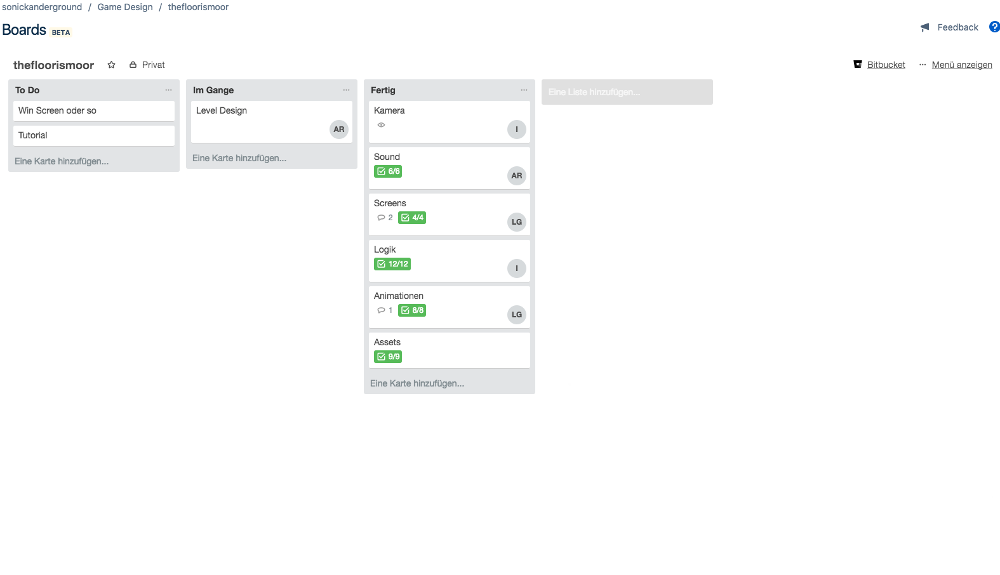 sonickanderground / Game Design / thefloorismoor
Boards BETA
Feedback
thefloorismoor
Privat
Bitbucket
Menü anzeigen
To Do
Win Screen oder so
Tutorial
Eine Karte hinzufügen...
Im Gange
Level Design
AR
Eine Karte hinzufügen...
Fertig
Kamera
I
Sound
6/6
AR
Screens
2 4/4
LG
Logik
12/12
I
Animationen
1 8/8
LG
Assets
9/9
Eine Karte hinzufügen...
Eine Liste hinzufügen...